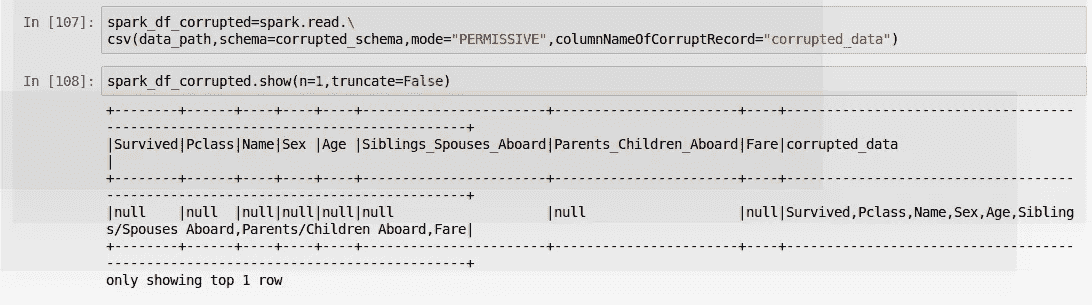 In [107]: spark_df_corrupted=spark.read.\
csv(data_path,schema=corrupted_schema,mode="PERMISSIVE",columnNameOfCorruptRecord="corrupted_data")
In [108]: spark_df_corrupted.show(n=1,truncate=False)
+--------+------+----+----+----+-----------------------+-----------------------+----+-----------------------------------
--------------------------------------------+
|Survived|Pclass|Name|Sex |Age |Siblings_Spouses_Aboard|Parents_Children_Aboard|Fare|corrupted_data
|
+--------+------+----+----+----+-----------------------+-----------------------+----+-----------------------------------
--------------------------------------------+
|null    |null  |null|null|null|null                   |null                   |null|Survived,Pclass,Name,Sex,Age,Sibling
s/Spouses Aboard,Parents/Children Aboard,Fare|
+--------+------+----+----+----+-----------------------+-----------------------+----+-----------------------------------
--------------------------------------------+
only showing top 1 row